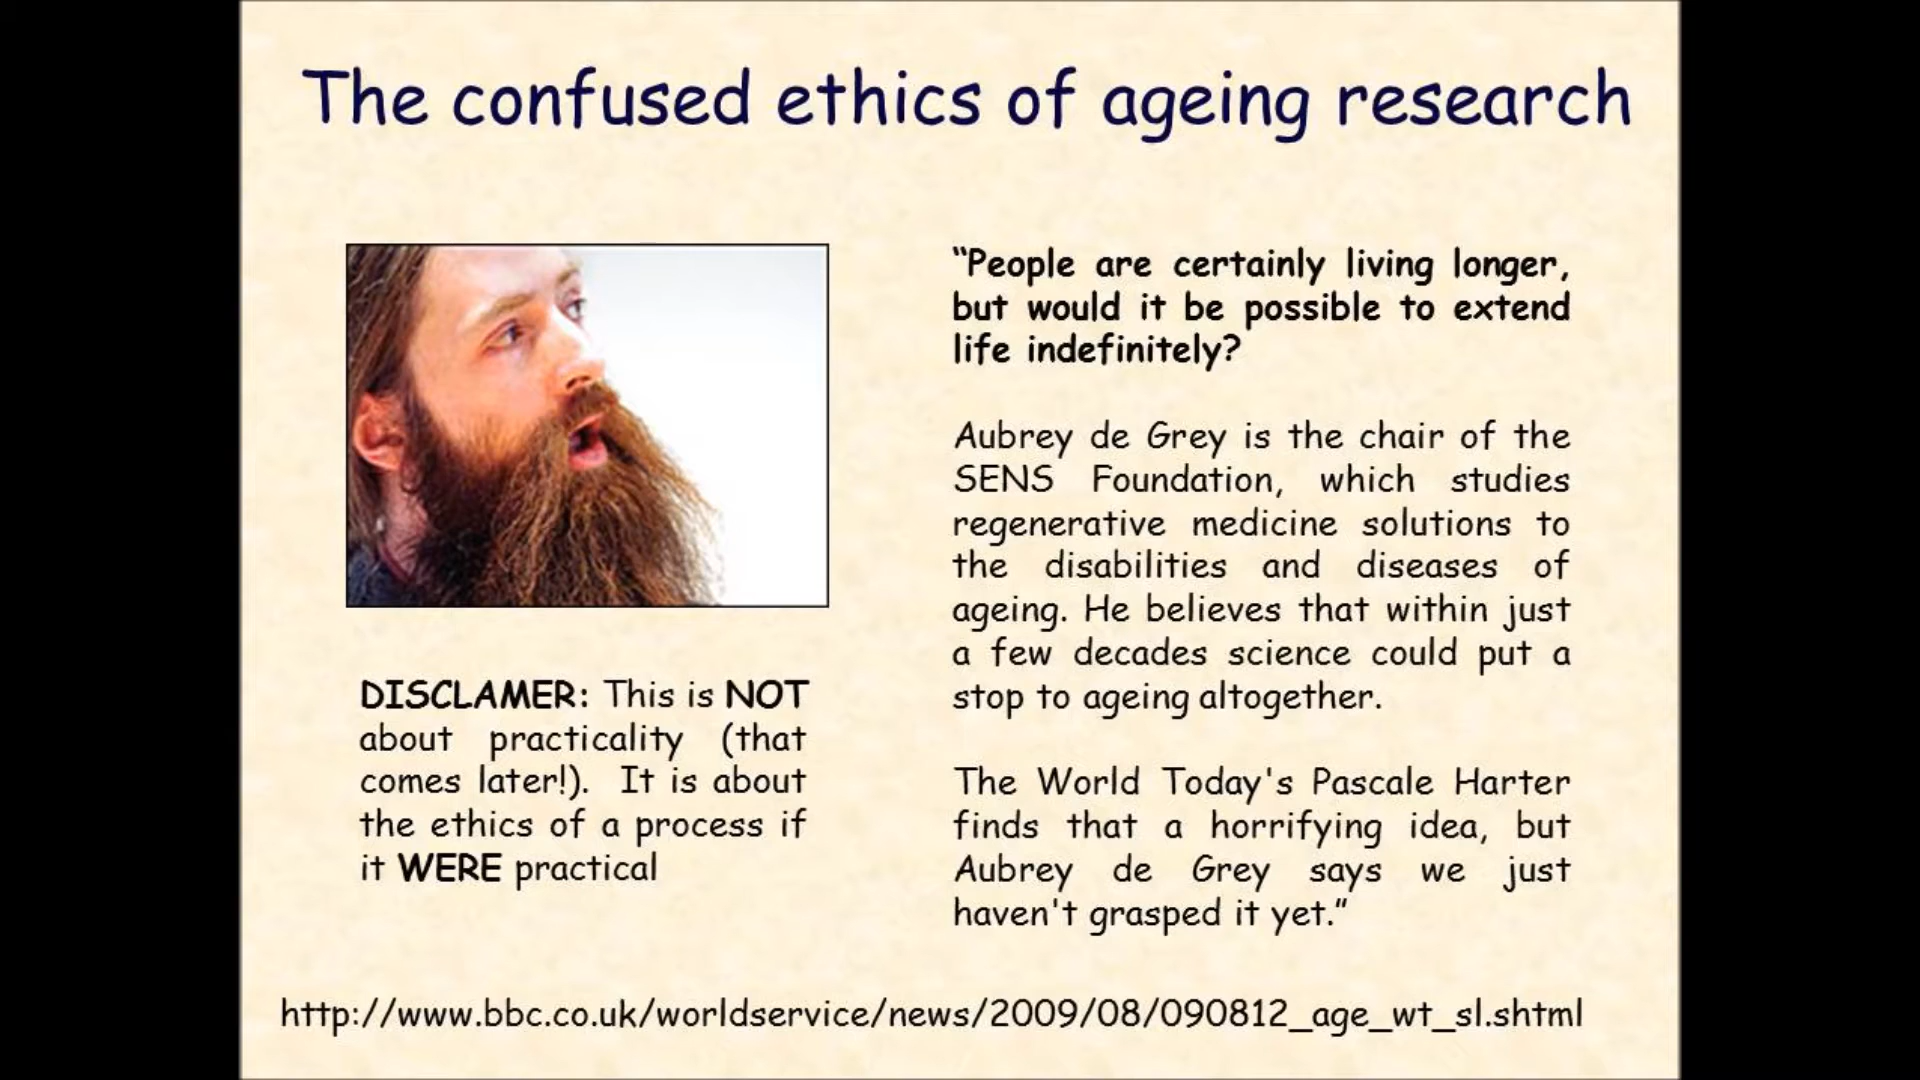 The confused ethics of ageing research
"People are certainly living longer,
but would it be possible to extend
life indefinitely?
Aubrey de Grey is the chair of the
SENS Foundation, which studies
regenerative medicine solutions to
the disabilities and diseases of
ageing. He believes that within just
a few decades science could put a
stop to ageing altogether.
The World Today's Pascale Harter
finds that a horrifying idea, but
Aubrey de Grey says we just
haven't grasped it yet."
DISCLAMER: This is NOT
about practicality (that
comes later!). It is about
the ethics of a process if
it WERE practical
http://www.bbc.co.uk/worldservice/news/2009/08/090812_age_wt_sl.shtml